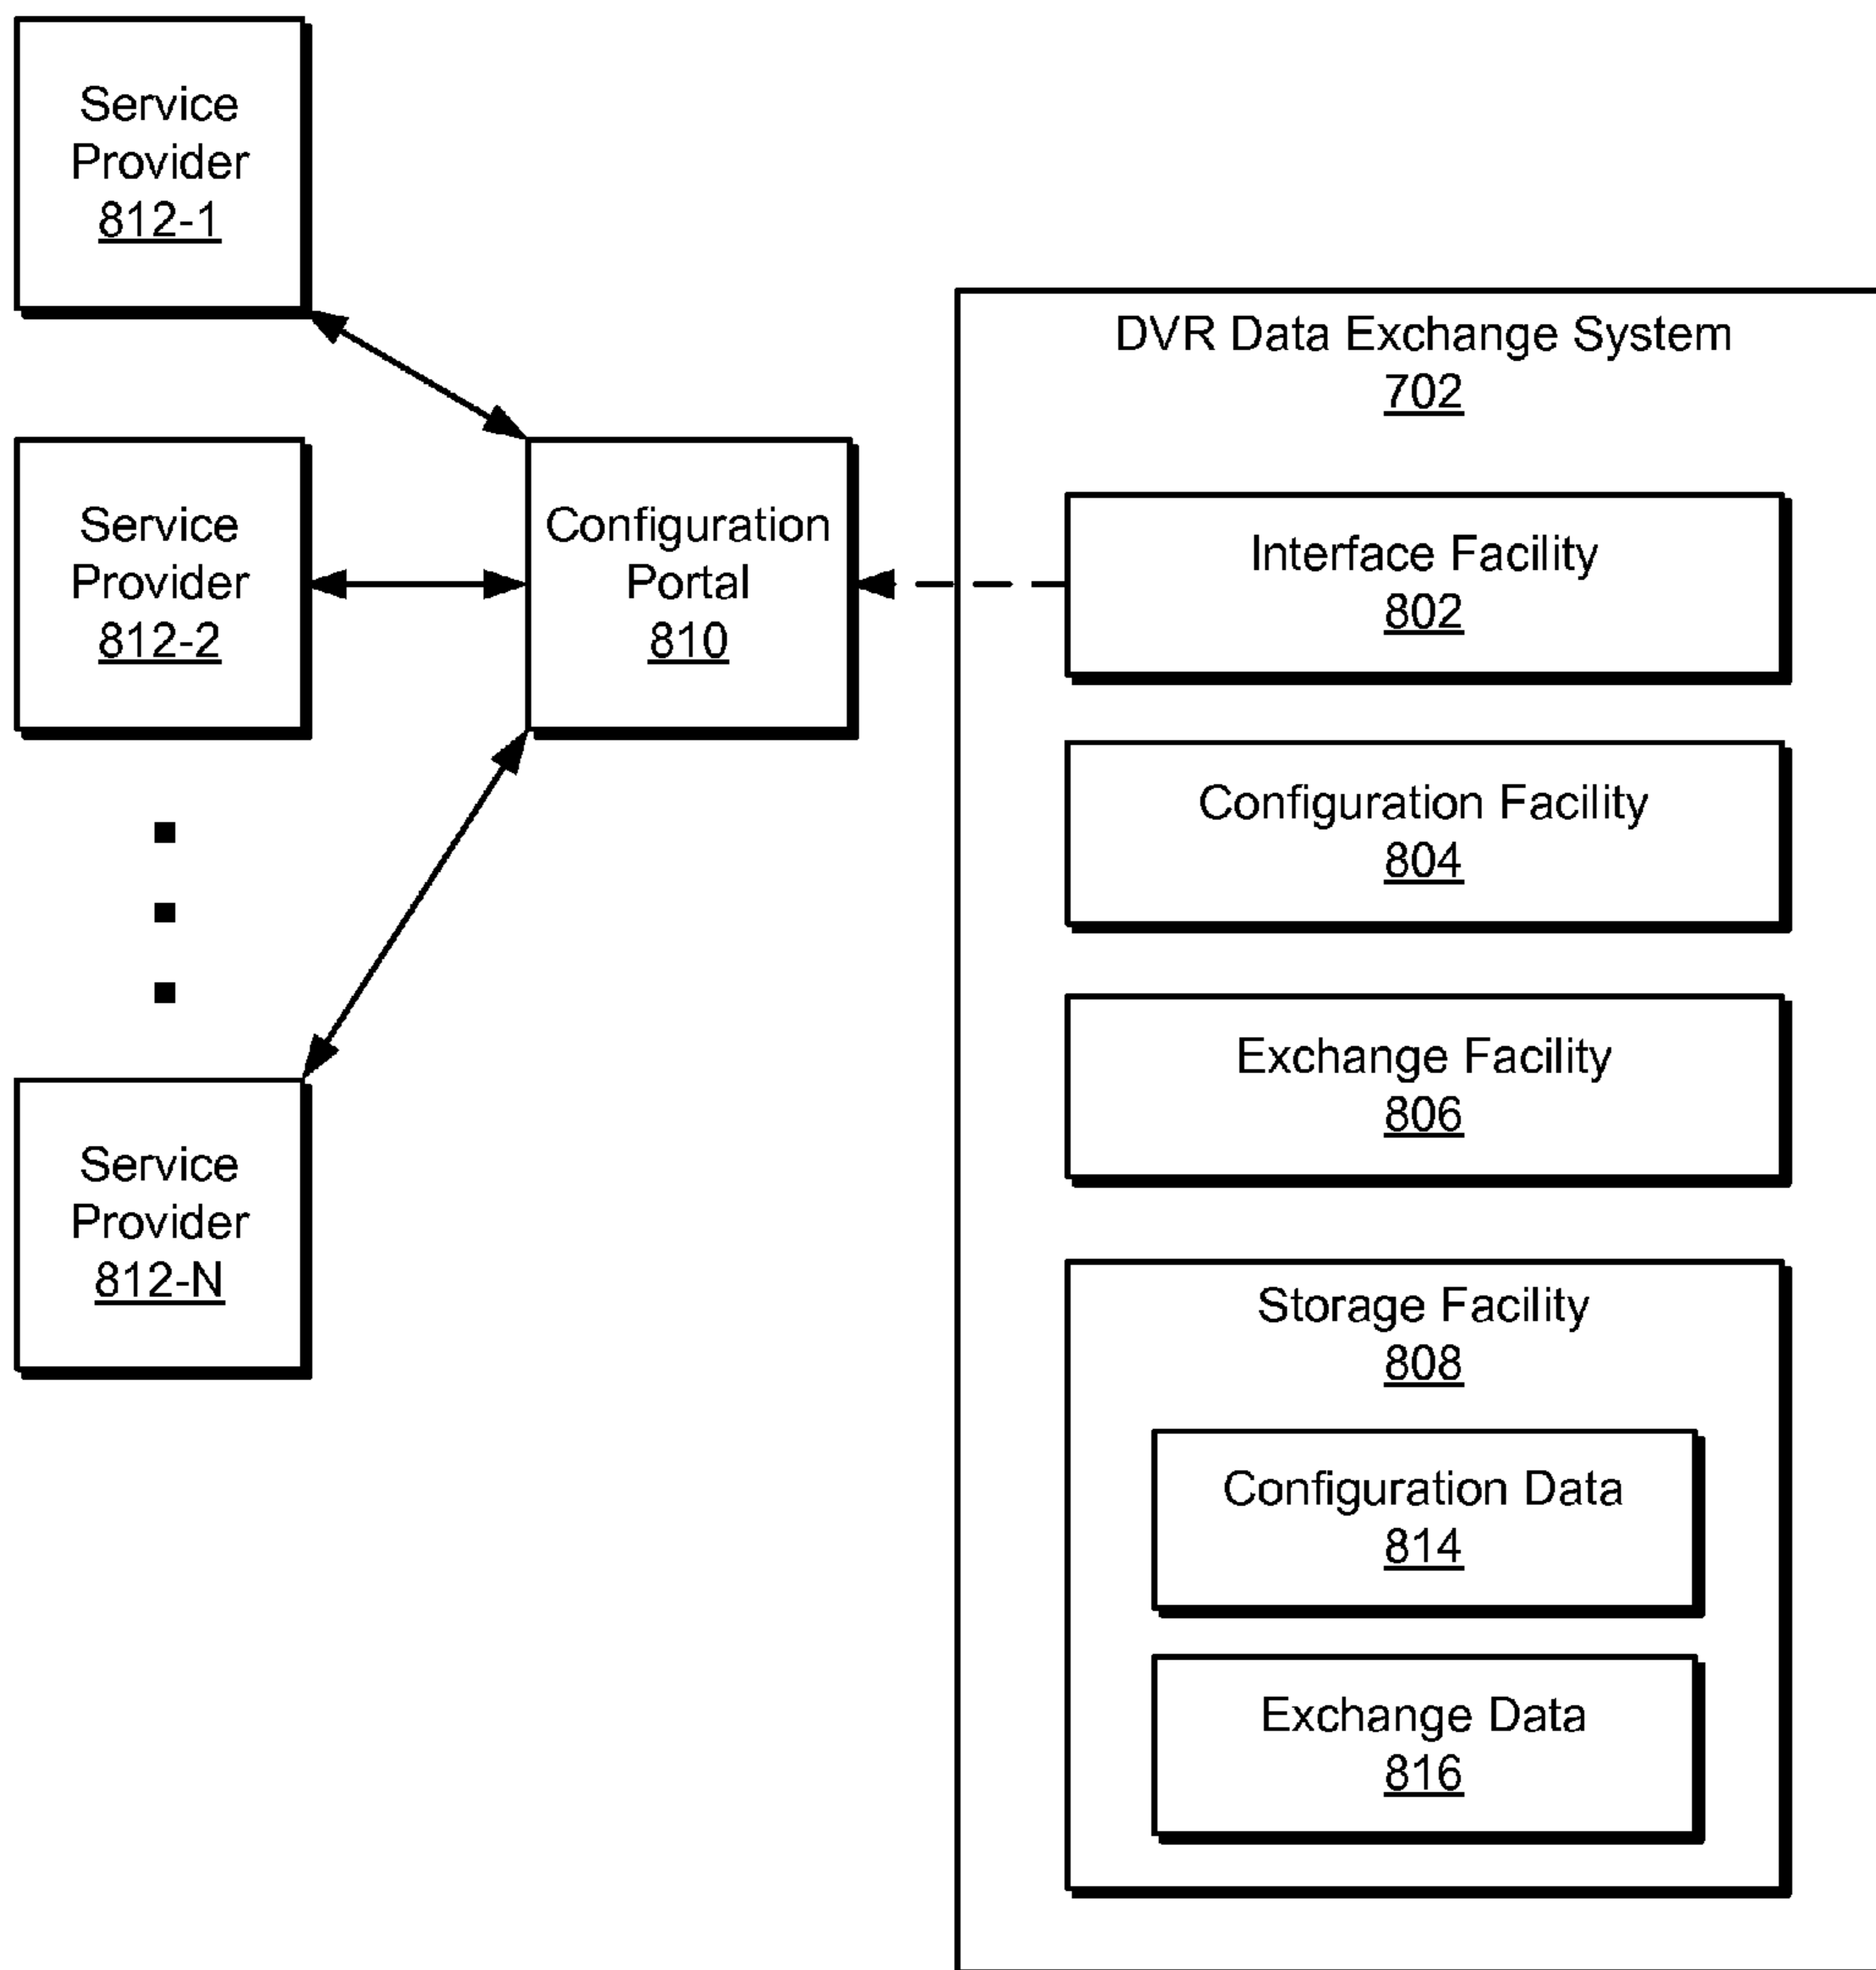 Service
Provider
812-1
Service
Provider
812-2
Service
Provider
812-N
Configuration
Portal
810
DVR Data Exchange System
702
Interface Facility
802
Configuration Facility
804
Exchange Facility
806
Storage Facility
808
Configuration Data
814
Exchange Data
816